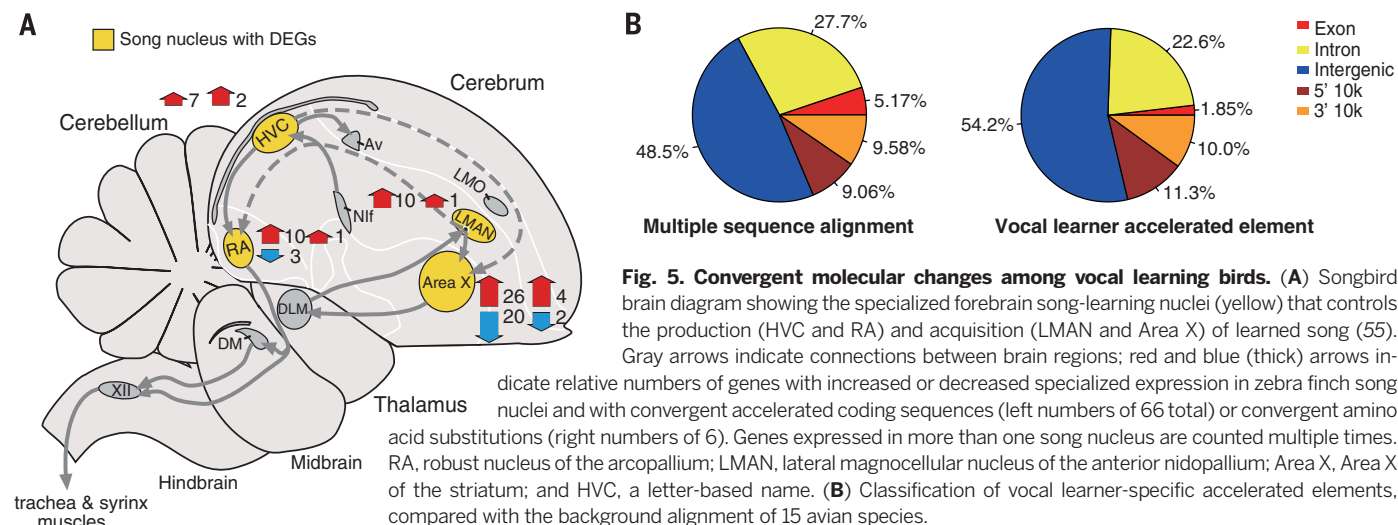 A
Song nucleus with DEGs
7 2
Cerebellum
Cerebrum
HVC
Av
LMO
NIf
10 1
LMAN
RA
10 1
3
Area X
26 4
20 2
DLM
DM
XII
Thalamus
Midbrain
Hindbrain
trachea & syrinx
muscles
B
27.7%
5.17%
9.58%
9.06%
48.5%
Multiple sequence alignment
22.6%
1.85%
10.0%
11.3%
54.2%
Vocal learner accelerated element
Exon
Intron
Intergenic
5' 10k
3' 10k
Fig. 5. Convergent molecular changes among vocal learning birds. (A) Songbird
brain diagram showing the specialized forebrain song-learning nuclei (yellow) that controls
the production (HVC and RA) and acquisition (LMAN and Area X) of learned song (55).
Gray arrows indicate connections between brain regions; red and blue (thick) arrows in-
dicate relative numbers of genes with increased or decreased specialized expression in zebra finch song
nuclei and with convergent accelerated coding sequences (left numbers of 66 total) or convergent amino
acid substitutions (right numbers of 6). Genes expressed in more than one song nucleus are counted multiple times.
RA, robust nucleus of the arcopallium; LMAN, lateral magnocellular nucleus of the anterior nidopallium; Area X, Area X
of the striatum; and HVC, a letter-based name. (B) Classification of vocal learner-specific accelerated elements,
compared with the background alignment of 15 avian species.